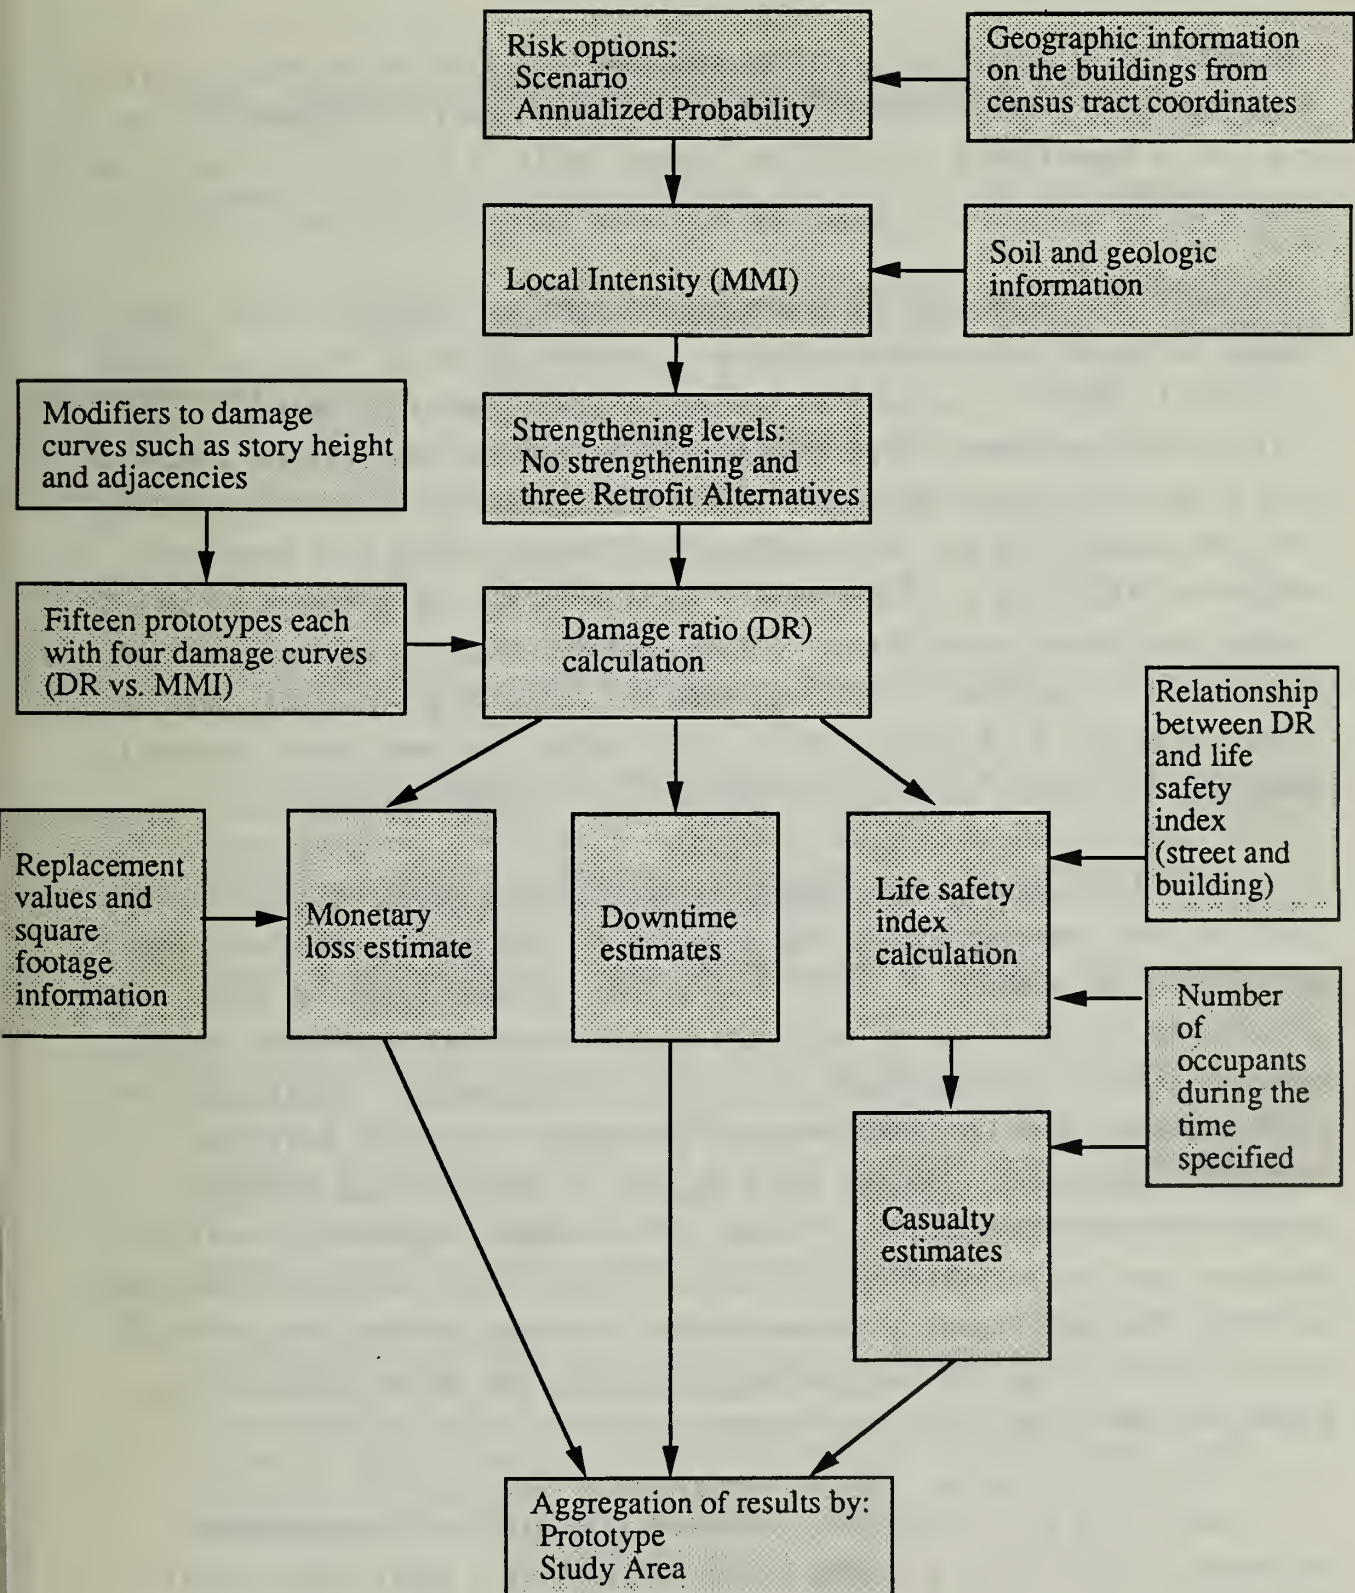 Risk options:
Scenario
Annualized Probability
Geographic information
on the buildings from
census tract coordinates
Local Intensity (MMI)
Soil and geologic
information
Modifiers to damage
curves such as story height
and adjacencies
Strengthening levels:
No strengthening and
three Retrofit Alternatives
Fifteen prototypes each
with four damage curves
(DR vs. MMI)
Damage ratio (DR)
calculation
Relationship
between DR
and life
safety
index
(street and
building)
Replacement
values and
square
footage
information
Monetary
loss estimate
Downtime
estimates
Life safety
index
calculation
Number
of
occupants
during the
time
specified
Casualty
estimates
Aggregation of results by:
Prototype
Study Area